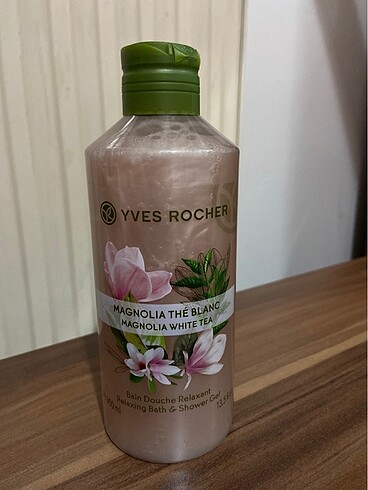 YVES ROCHER
MAGNOLIA THÉ BLANC
MAGNOLIA WHITE TEA
Bain Douche Relaxant
Relaxing Bath & Shower Gel